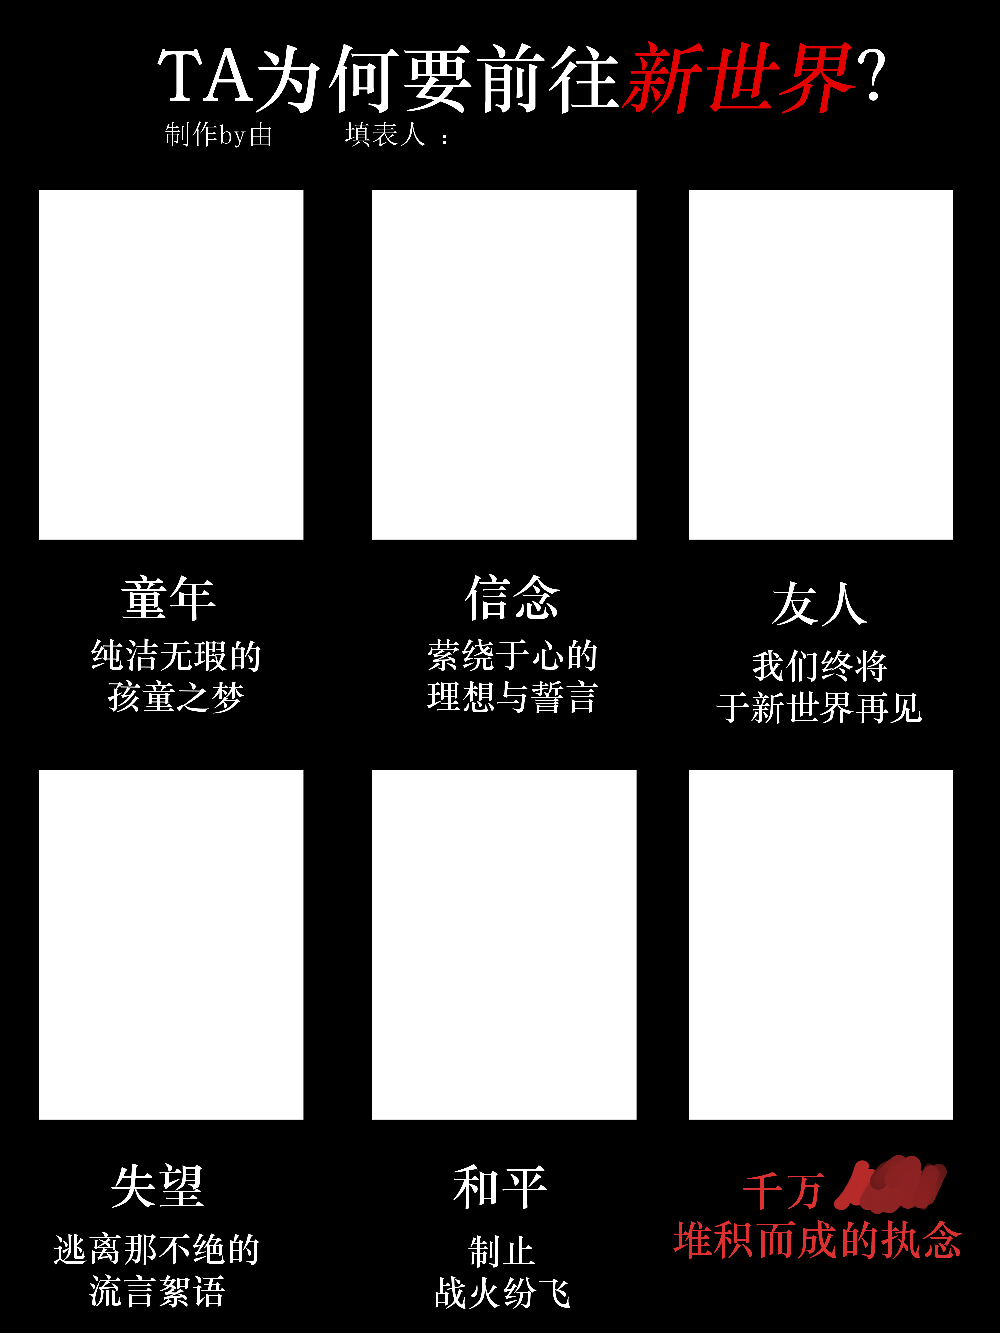 TA为何要前往新世界?
制作by由 填表人：
童年
纯洁无瑕的
孩童之梦
信念
萦绕于心的
理想与誓言
友人
我们终将
于新世界再见
失望
逃离那不绝的
流言絮语
和平
制止
战火纷飞
千万
堆积而成的执念